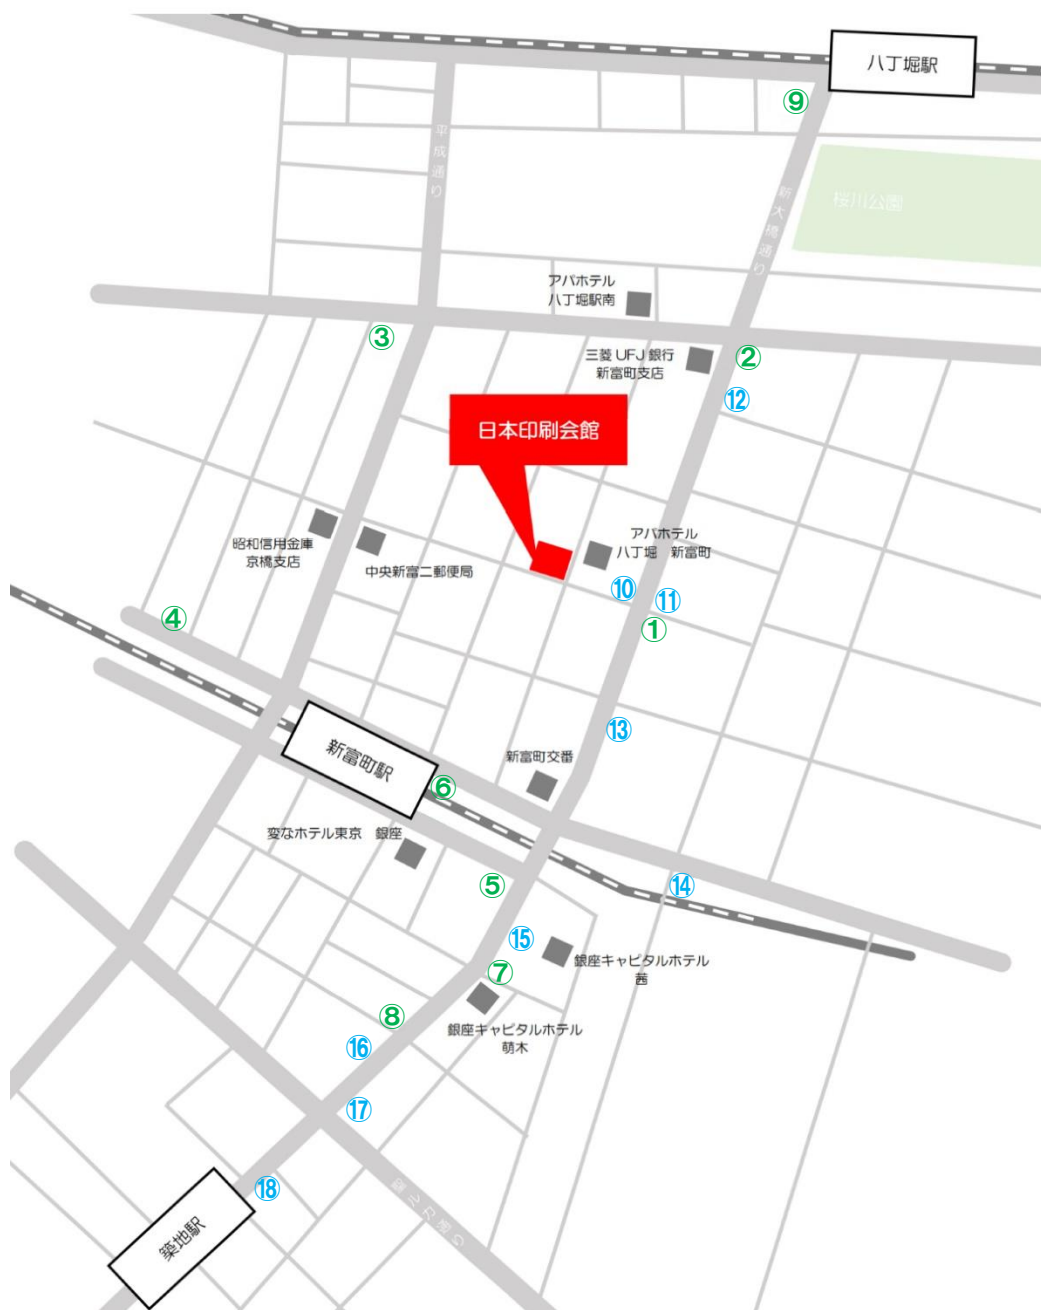 八丁堀駅
⑨
平成通り
新大橋通り
桜川公園
アパホテル
八丁堀駅南
③
三菱 UFJ 銀行
新富町支店
②
⑫
日本印刷会館
昭和信用金庫
京橋支店
中央新富二郵便局
アパホテル
八丁堀 新富町
⑩
⑪
①
④
⑬
新富町駅
新富町交番
⑥
変なホテル東京 銀座
⑤
⑭
⑮
銀座キャピタルホテル
茜
⑦
銀座キャピタルホテル
萌木
⑧
⑯
⑰
⑱
聖ルカ通り
築地駅